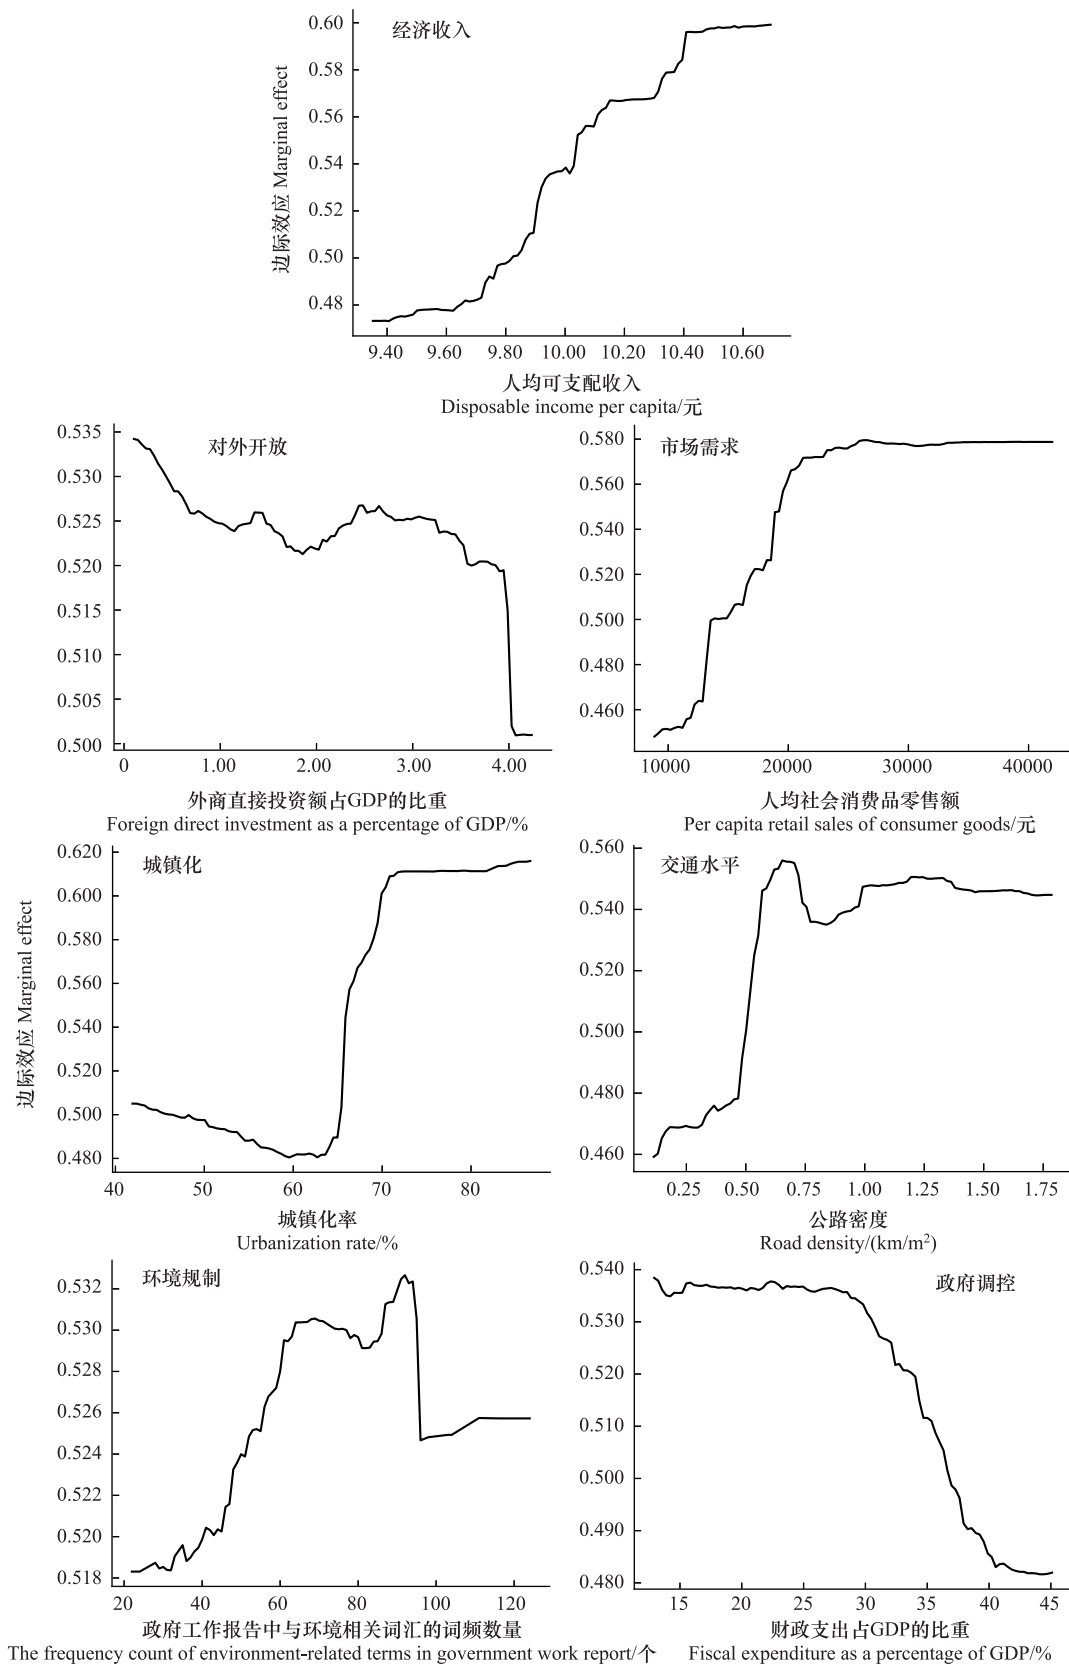 经济收入
边际效应 Marginal effect
0.60
0.58
0.56
0.54
0.52
0.50
0.48
9.40 9.60 9.80 10.00 10.20 10.40 10.60
人均可支配收入
Disposable income per capita/元
对外开放
0.535
0.530
0.525
0.520
0.515
0.510
0.505
0.500
0 1.00 2.00 3.00 4.00
外商直接投资额占GDP的比重
Foreign direct investment as a percentage of GDP/%
市场需求
0.580
0.560
0.540
0.520
0.500
0.480
0.460
10000 20000 30000 40000
人均社会消费品零售额
Per capita retail sales of consumer goods/元
城镇化
边际效应 Marginal effect
0.620
0.600
0.580
0.560
0.540
0.520
0.500
0.480
40 50 60 70 80
城镇化率
Urbanization rate/%
交通水平
0.560
0.540
0.520
0.500
0.480
0.460
0.25 0.50 0.75 1.00 1.25 1.50 1.75
公路密度
Road density/(km/m²)
环境规制
0.532
0.530
0.528
0.526
0.524
0.522
0.520
0.518
20 40 60 80 100 120
政府工作报告中与环境相关词汇的词频数量
The frequency count of environment-related terms in government work report/个
政府调控
0.540
0.530
0.520
0.510
0.500
0.490
0.480
15 20 25 30 35 40 45
财政支出占GDP的比重
Fiscal expenditure as a percentage of GDP/%